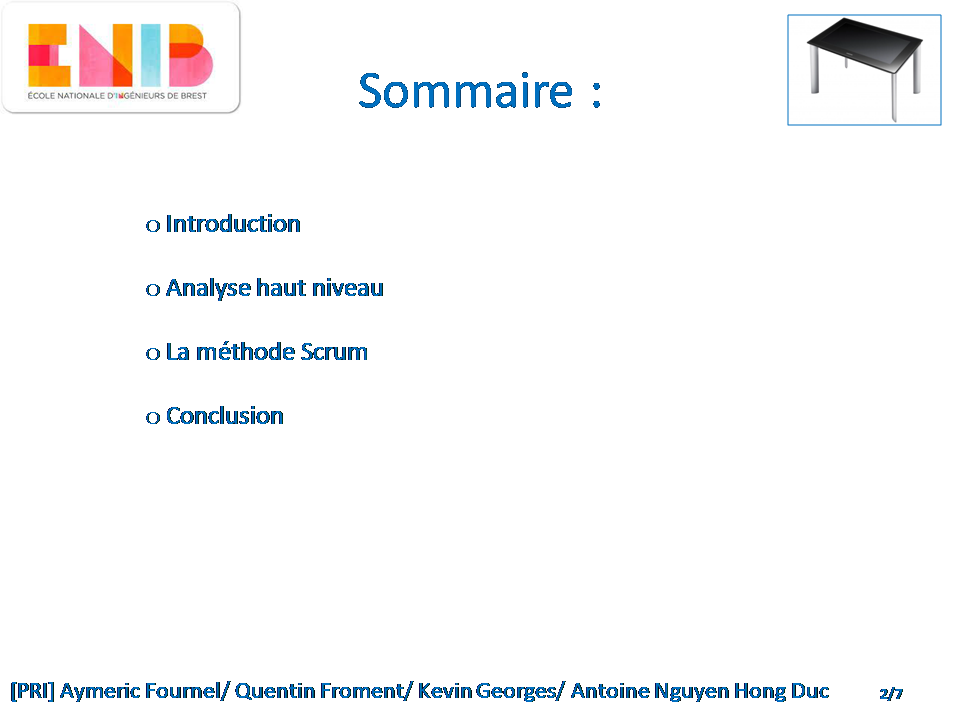 ENIB
ÉCOLE NATIONALE D'INGÉNIEURS DE BREST
Sommaire :
o Introduction
o Analyse haut niveau
o La méthode Scrum
o Conclusion
[PRI] Aymeric Fournel/ Quentin Froment/ Kevin Georges/ Antoine Nguyen Hong Duc 2/7